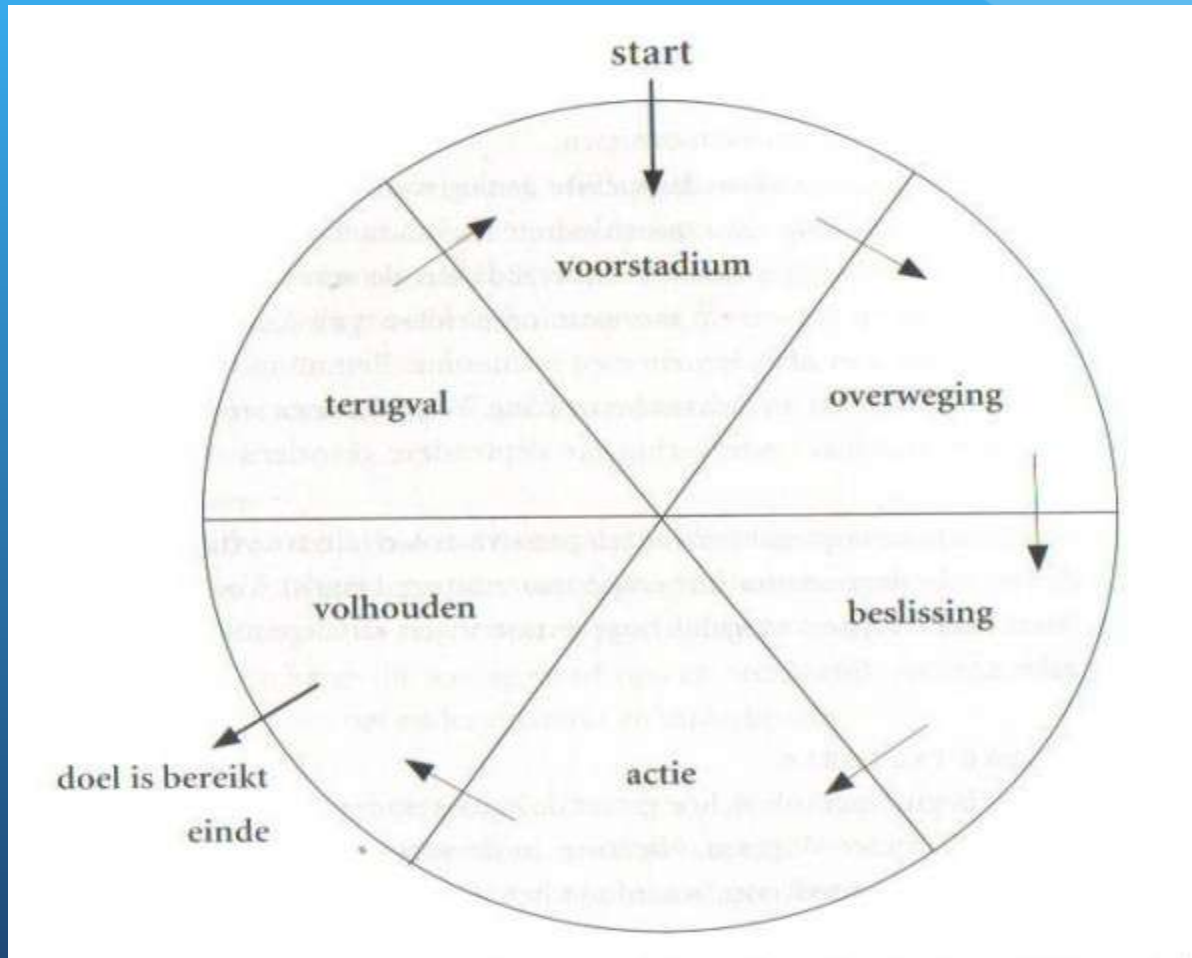 start
voorstadium
overweging
beslissing
actie
volhouden
doel is bereikt
einde
terugval